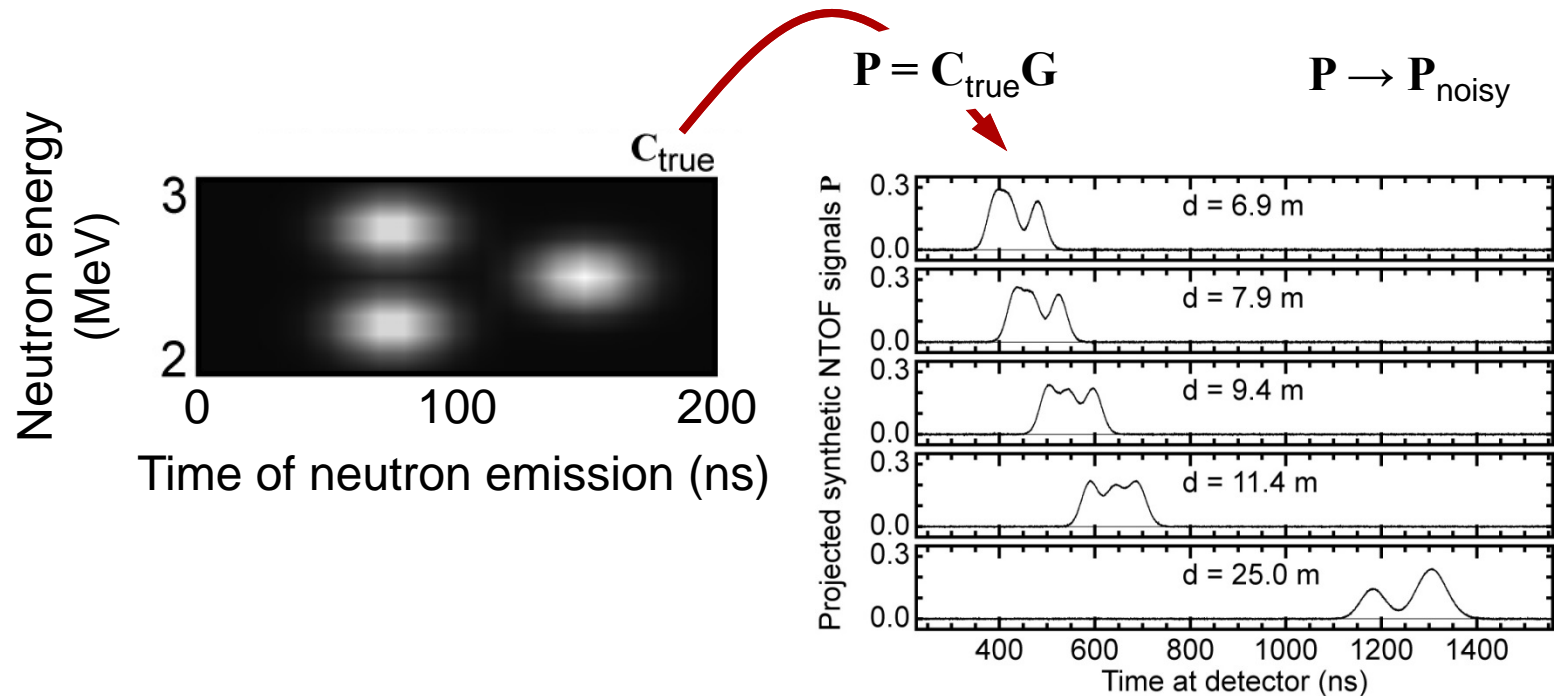 P = CtrueG
P → Pnoisy
Ctrue
Neutron energy
(MeV)
3
2
0 100 200
Time of neutron emission (ns)
Projected synthetic NTOF signals P
0.3
0.0
d = 6.9 m
0.3
0.0
d = 7.9 m
0.3
0.0
d = 9.4 m
0.3
0.0
d = 11.4 m
0.3
0.0
d = 25.0 m
400 600 800 1000 1200 1400
Time at detector (ns)